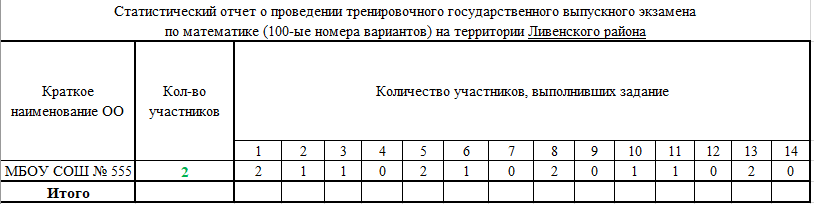 Статистический отчет о проведении тренировочного государственного выпускного экзамена
по математике (100-ые номера вариантов) на территории Ливенского района
Краткое наименование ОО
Кол-во участников
Количество участников, выполнивших задание
1 2 3 4 5 6 7 8 9 10 11 12 13 14
МБОУ СОШ № 555 2 2 1 1 0 2 1 0 2 0 1 1 0 2 0
Итого